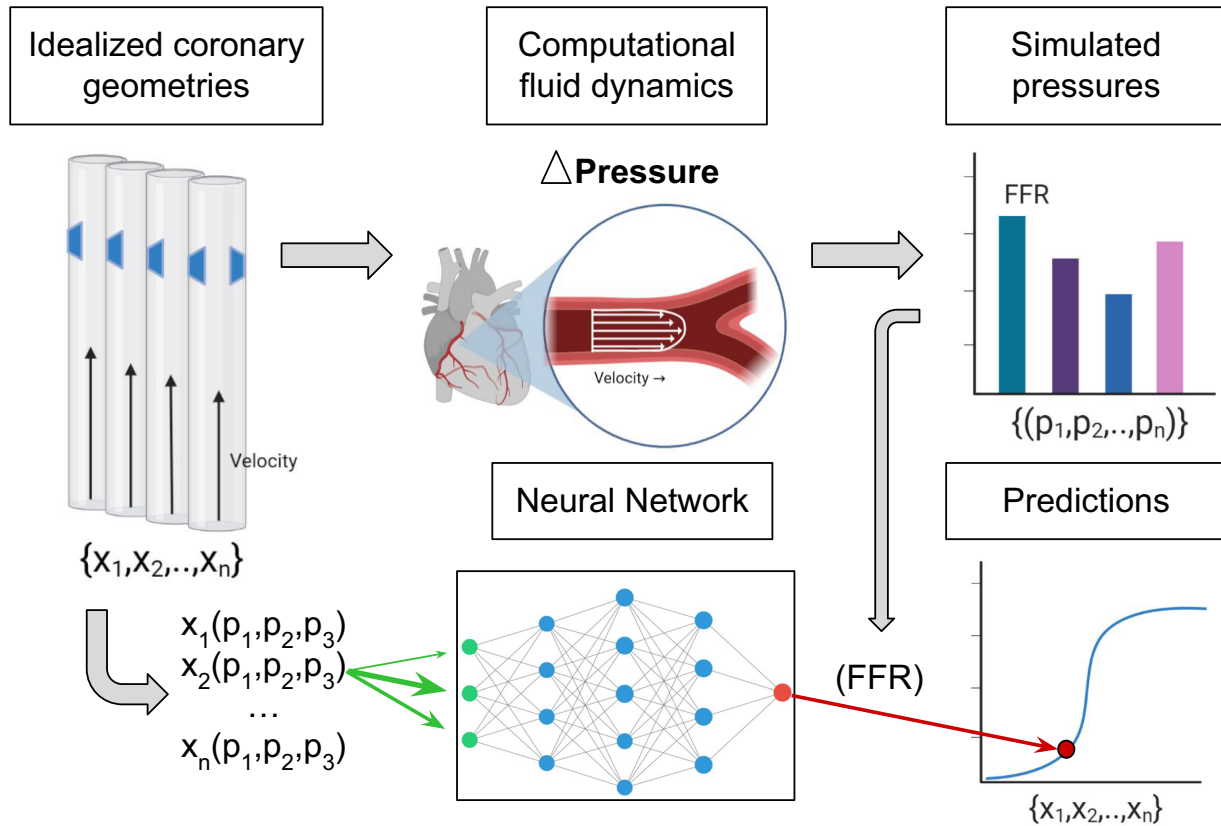 Idealized coronary
geometries
Computational
fluid dynamics
Simulated
pressures
△Pressure
FFR
Velocity →
Velocity
{(p₁,p₂,..,pₙ)}
{x₁,x₂,..,xₙ}
Neural Network
Predictions
x₁(p₁,p₂,p₃)
x₂(p₁,p₂,p₃)
...
xₙ(p₁,p₂,p₃)
(FFR)
{x₁,x₂,..,xₙ}